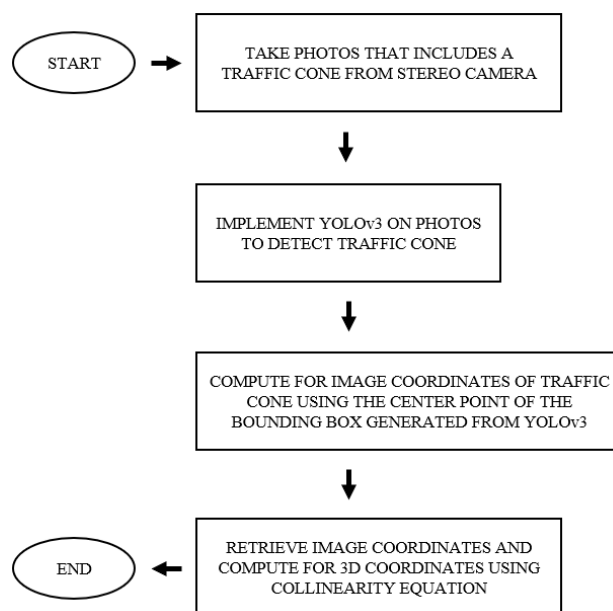 START
TAKE PHOTOS THAT INCLUDES A
TRAFFIC CONE FROM STEREO CAMERA
IMPLEMENT YOLOv3 ON PHOTOS
TO DETECT TRAFFIC CONE
COMPUTE FOR IMAGE COORDINATES OF TRAFFIC
CONE USING THE CENTER POINT OF THE
BOUNDING BOX GENERATED FROM YOLOv3
RETRIEVE IMAGE COORDINATES AND
COMPUTE FOR 3D COORDINATES USING
COLLINEARITY EQUATION
END